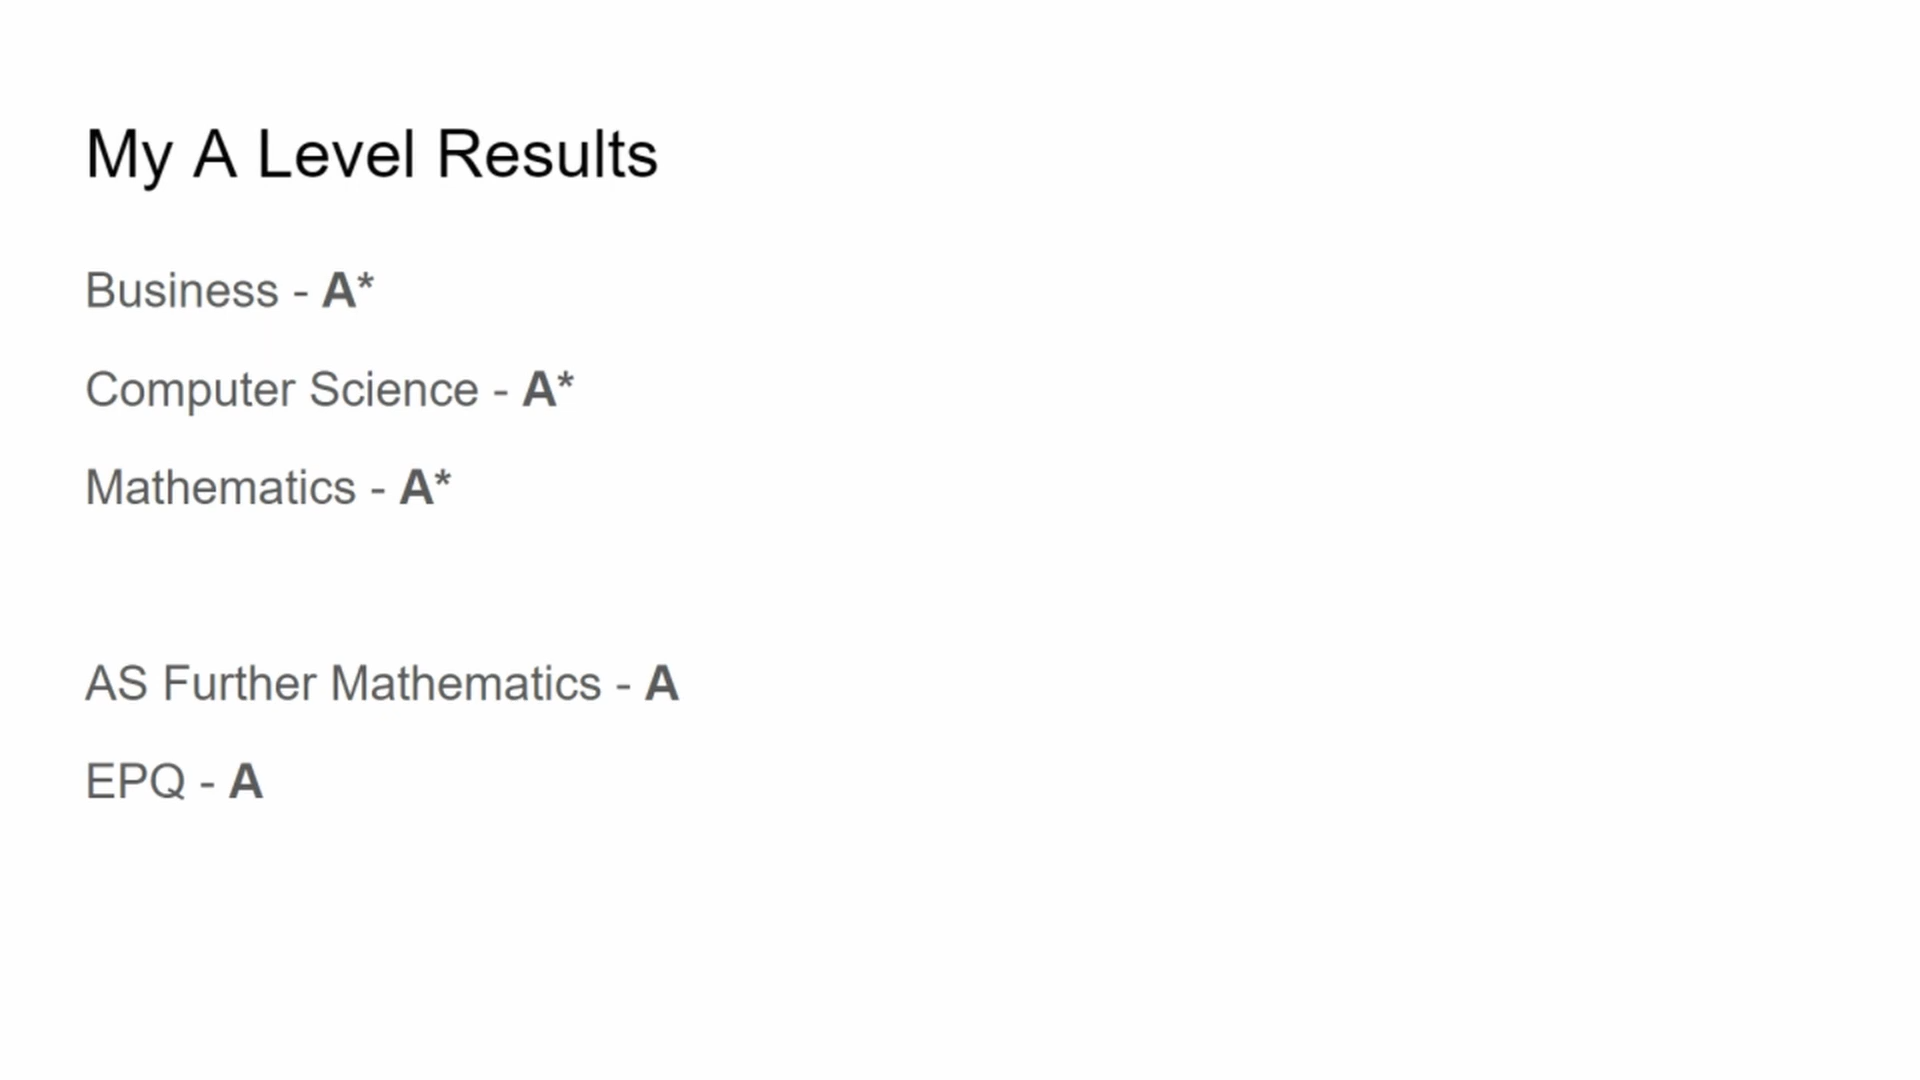 My A Level Results
Business - A*
Computer Science - A*
Mathematics - A*
AS Further Mathematics - A
EPQ - A